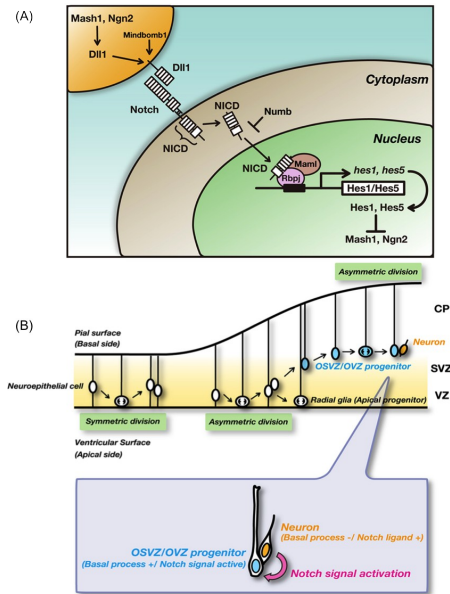 (A)
Mash1, Ngn2
Mindbomb1
Dll1
Dll1
Notch
NICD
NICD
Numb
Cytoplasm
Nucleus
NICD
Maml
Rbpj
hes1, hes5
Hes1/Hes5
Hes1, Hes5
Mash1, Ngn2
(B)
Asymmetric division
CP
Pial surface
(Basal side)
Neuron
OSVZ/OVZ progenitor
SVZ
Neuroepithelial cell
Radial glia (Apical progenitor)
VZ
Symmetric division
Asymmetric division
Ventricular Surface
(Apical side)
Neuron
(Basal process -/ Notch ligand +)
OSVZ/OVZ progenitor
(Basal process +/ Notch signal active)
Notch signal activation